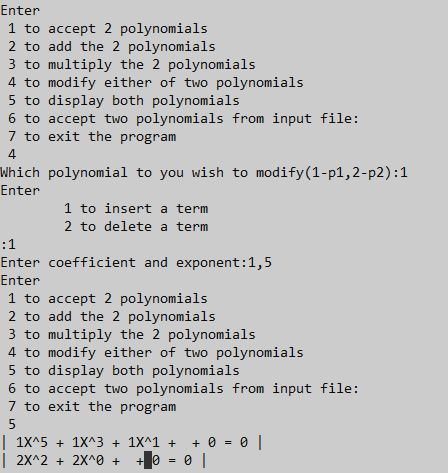 Enter
 1 to accept 2 polynomials
 2 to add the 2 polynomials
 3 to multiply the 2 polynomials
 4 to modify either of two polynomials
 5 to display both polynomials
 6 to accept two polynomials from input file:
 7 to exit the program
 4
Which polynomial to you wish to modify(1-p1,2-p2):1
Enter
        1 to insert a term
        2 to delete a term
:1
Enter coefficient and exponent:1,5
Enter
 1 to accept 2 polynomials
 2 to add the 2 polynomials
 3 to multiply the 2 polynomials
 4 to modify either of two polynomials
 5 to display both polynomials
 6 to accept two polynomials from input file:
 7 to exit the program
 5
| 1X^5 + 1X^3 + 1X^1 +  + 0 = 0 |
| 2X^2 + 2X^0 +  + 0 = 0 |